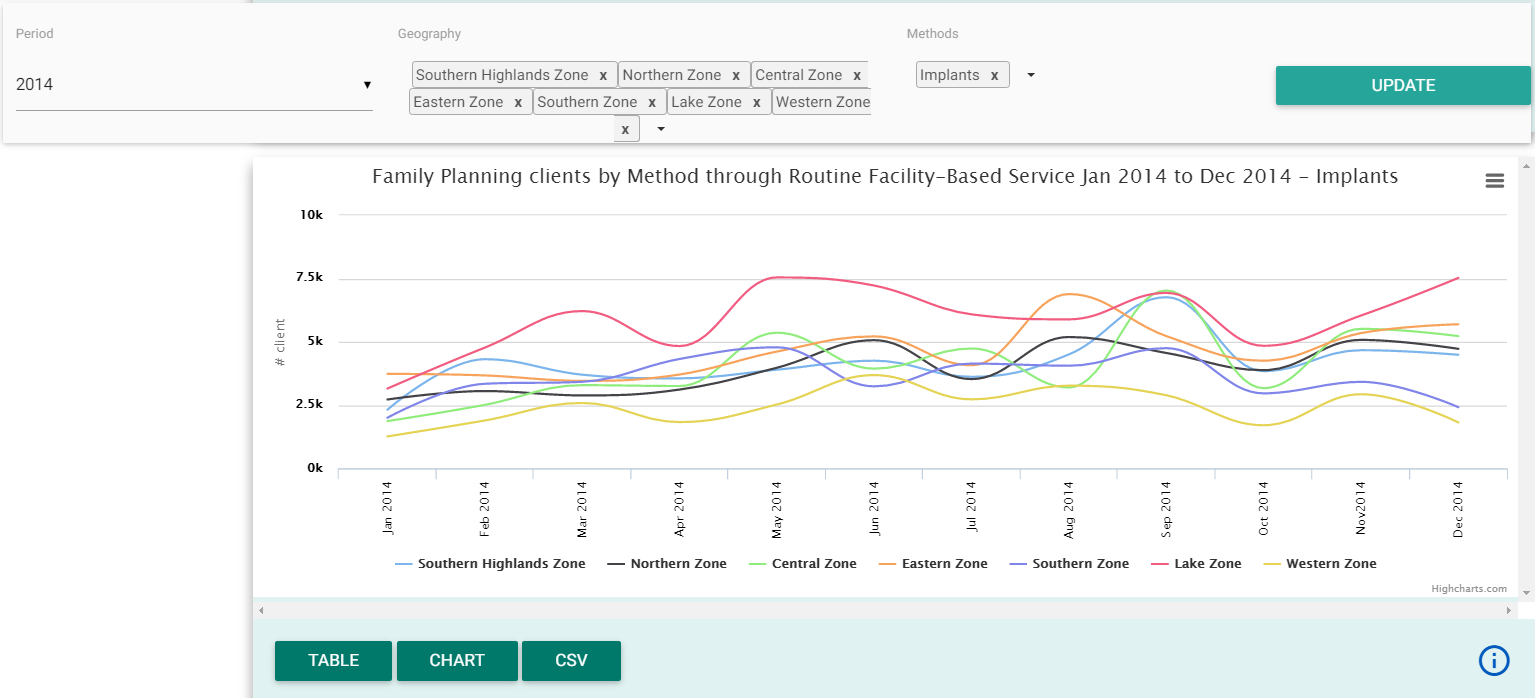 Period
Geography
Methods
2014 ▼
Southern Highlands Zone x Northern Zone x Central Zone x
Eastern Zone x Southern Zone x Lake Zone x Western Zone
x
Implants x
UPDATE
Family Planning clients by Method through Routine Facility-Based Service Jan 2014 to Dec 2014 - Implants
# client
10k
7.5k
5k
2.5k
0k
Jan 2014
Feb 2014
Mar 2014
Apr 2014
May 2014
Jun 2014
Jul 2014
Aug 2014
Sep 2014
Oct 2014
Nov2014
Dec 2014
Southern Highlands Zone Northern Zone Central Zone Eastern Zone Southern Zone Lake Zone Western Zone
Highcharts.com
TABLE CHART CSV
i